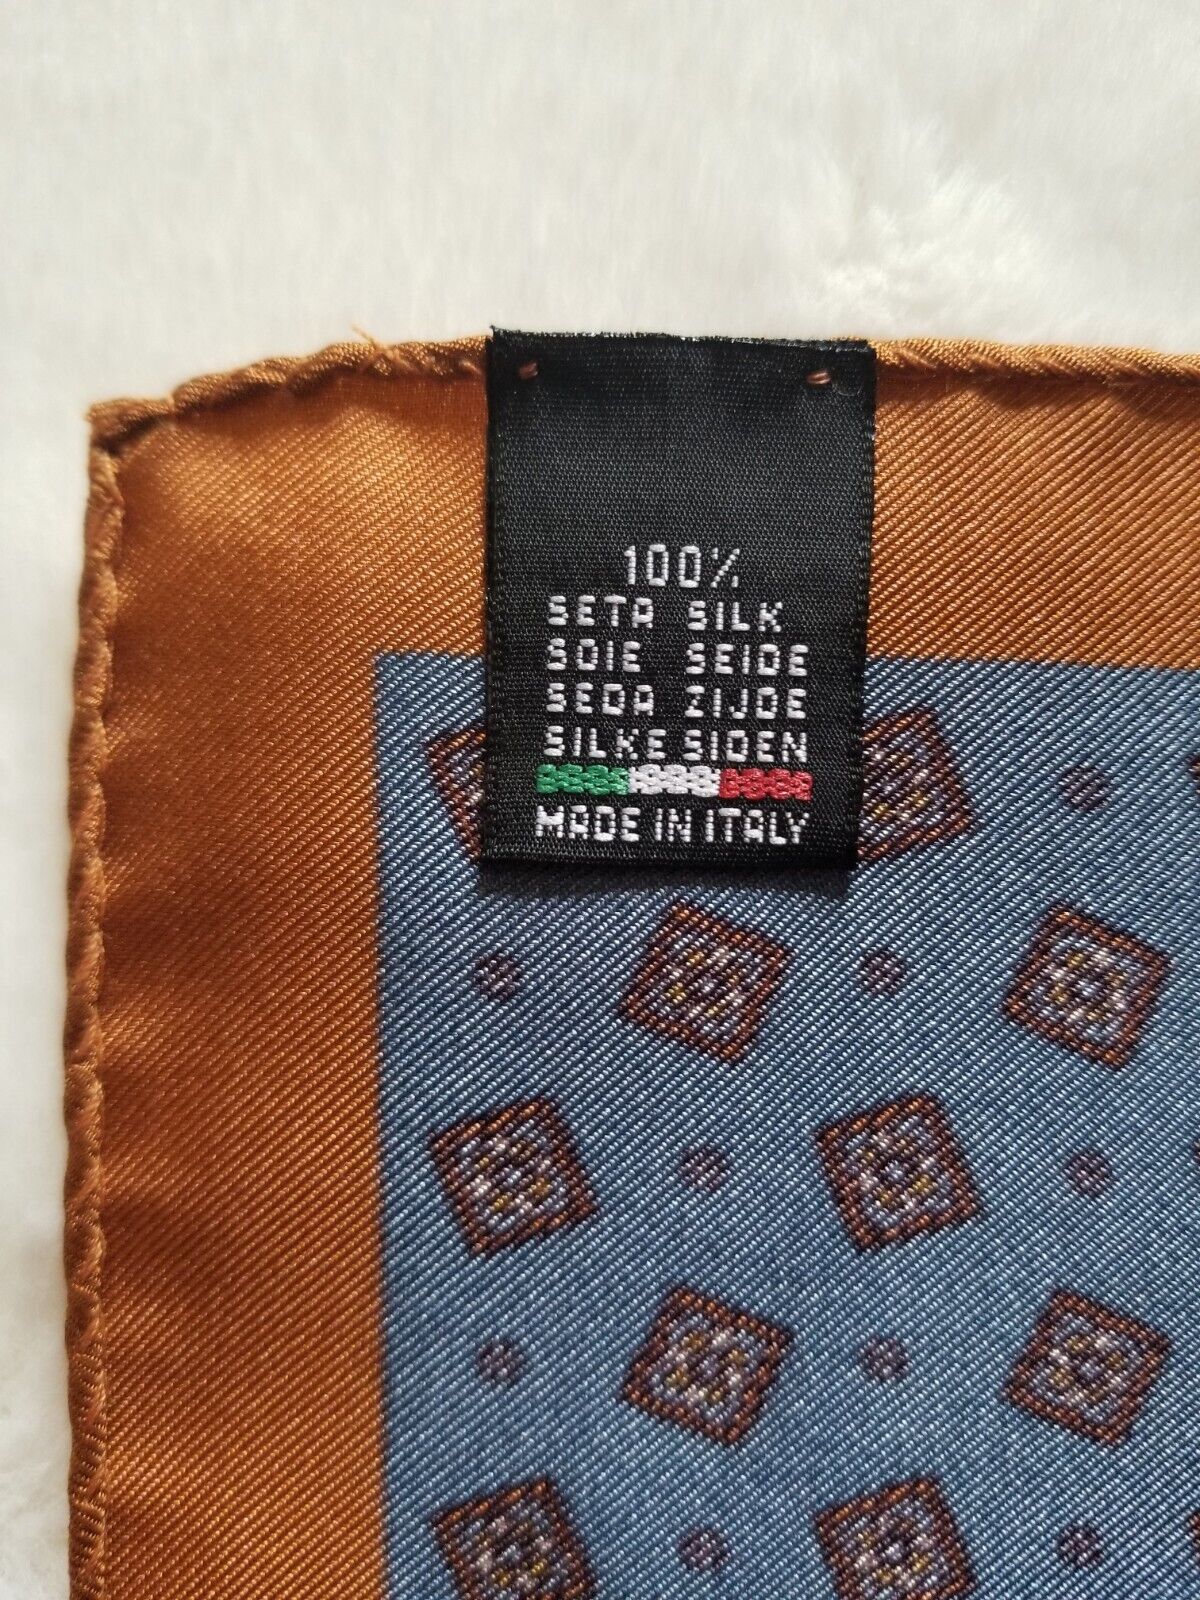 100%
SETA SILK
SOIE SEIDE
SEDA ZIJDE
SILKE SIDEN
MADE IN ITALY